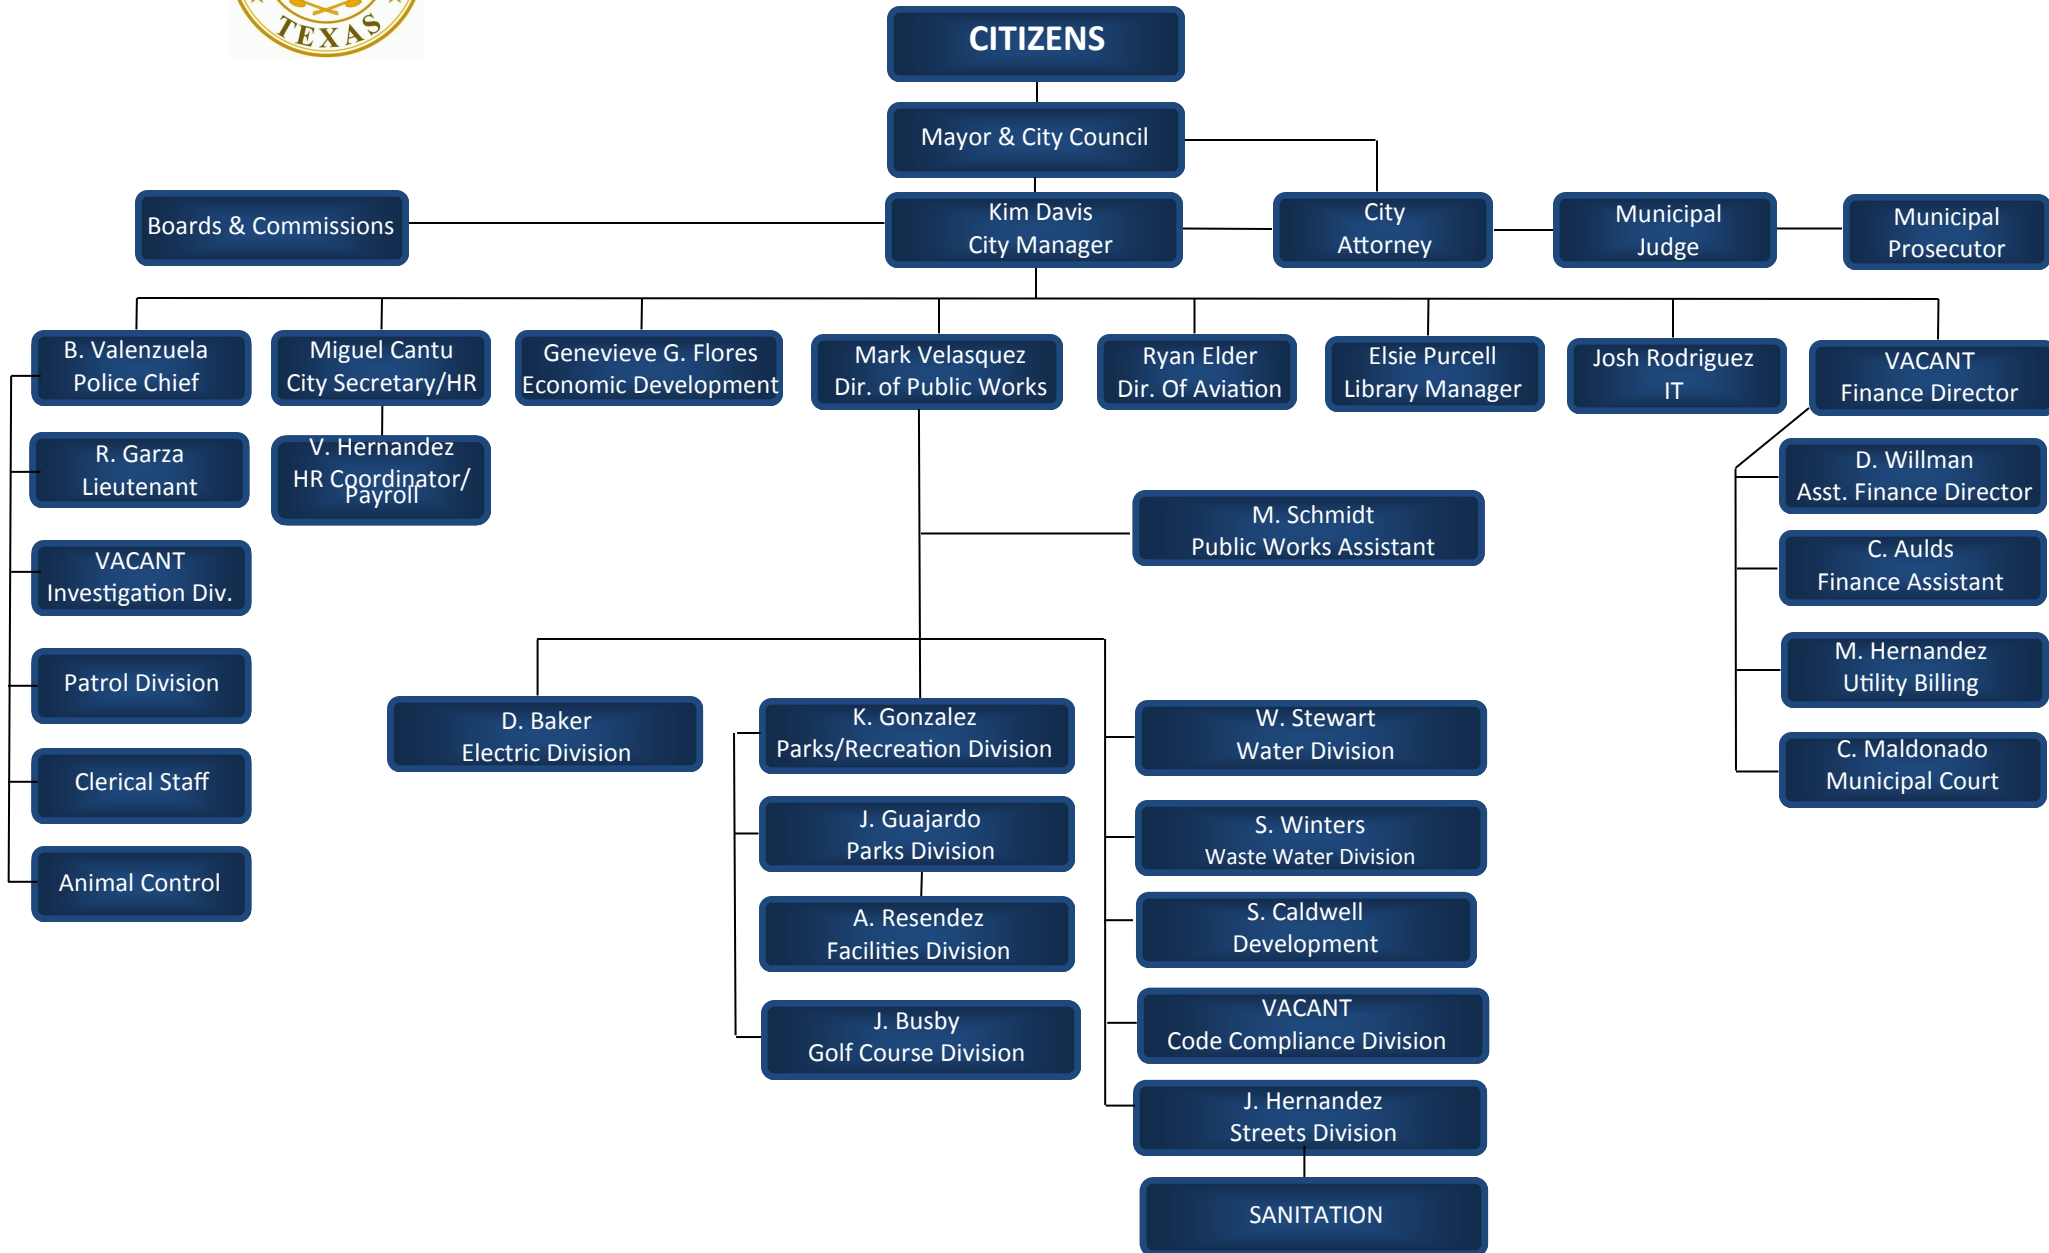 TEXAS
CITIZENS
Mayor & City Council
Boards & Commissions
Kim Davis
City Manager
City
Attorney
Municipal
Judge
Municipal
Prosecutor
B. Valenzuela
Police Chief
Miguel Cantu
City Secretary/HR
Genevieve G. Flores
Economic Development
Mark Velasquez
Dir. of Public Works
Ryan Elder
Dir. Of Aviation
Elsie Purcell
Library Manager
Josh Rodriguez
IT
VACANT
Finance Director
R. Garza
Lieutenant
V. Hernandez
HR Coordinator/
Payroll
VACANT
Investigation Div.
Patrol Division
Clerical Staff
Animal Control
M. Schmidt
Public Works Assistant
D. Baker
Electric Division
K. Gonzalez
Parks/Recreation Division
J. Guajardo
Parks Division
A. Resendez
Facilities Division
J. Busby
Golf Course Division
W. Stewart
Water Division
S. Winters
Waste Water Division
S. Caldwell
Development
VACANT
Code Compliance Division
J. Hernandez
Streets Division
SANITATION
D. Willman
Asst. Finance Director
C. Aulds
Finance Assistant
M. Hernandez
Utility Billing
C. Maldonado
Municipal Court